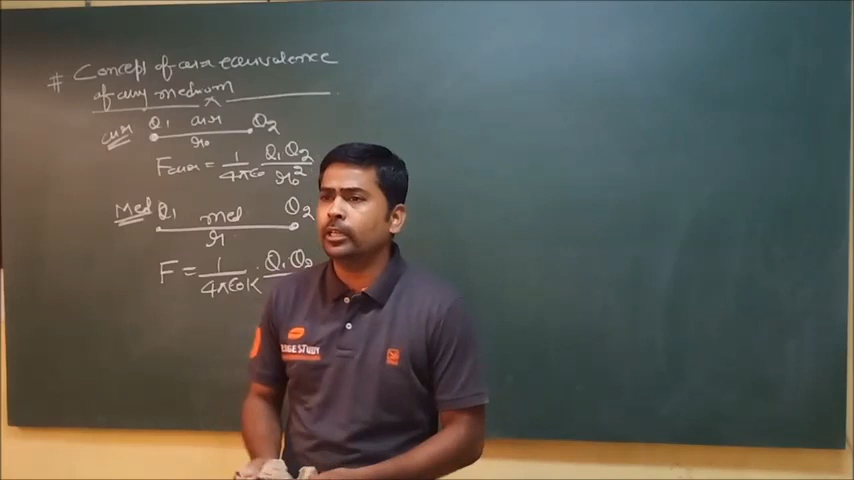 # Concept of air equivalence
of any medium
air Q₁ air Q₂
r₀
Fair = 1/4πε₀ Q₁Q₂/r₀²
Med Q₁ med Q₂
r
F = 1/4πε₀K · Q₁Q₂
EDGE STUDY